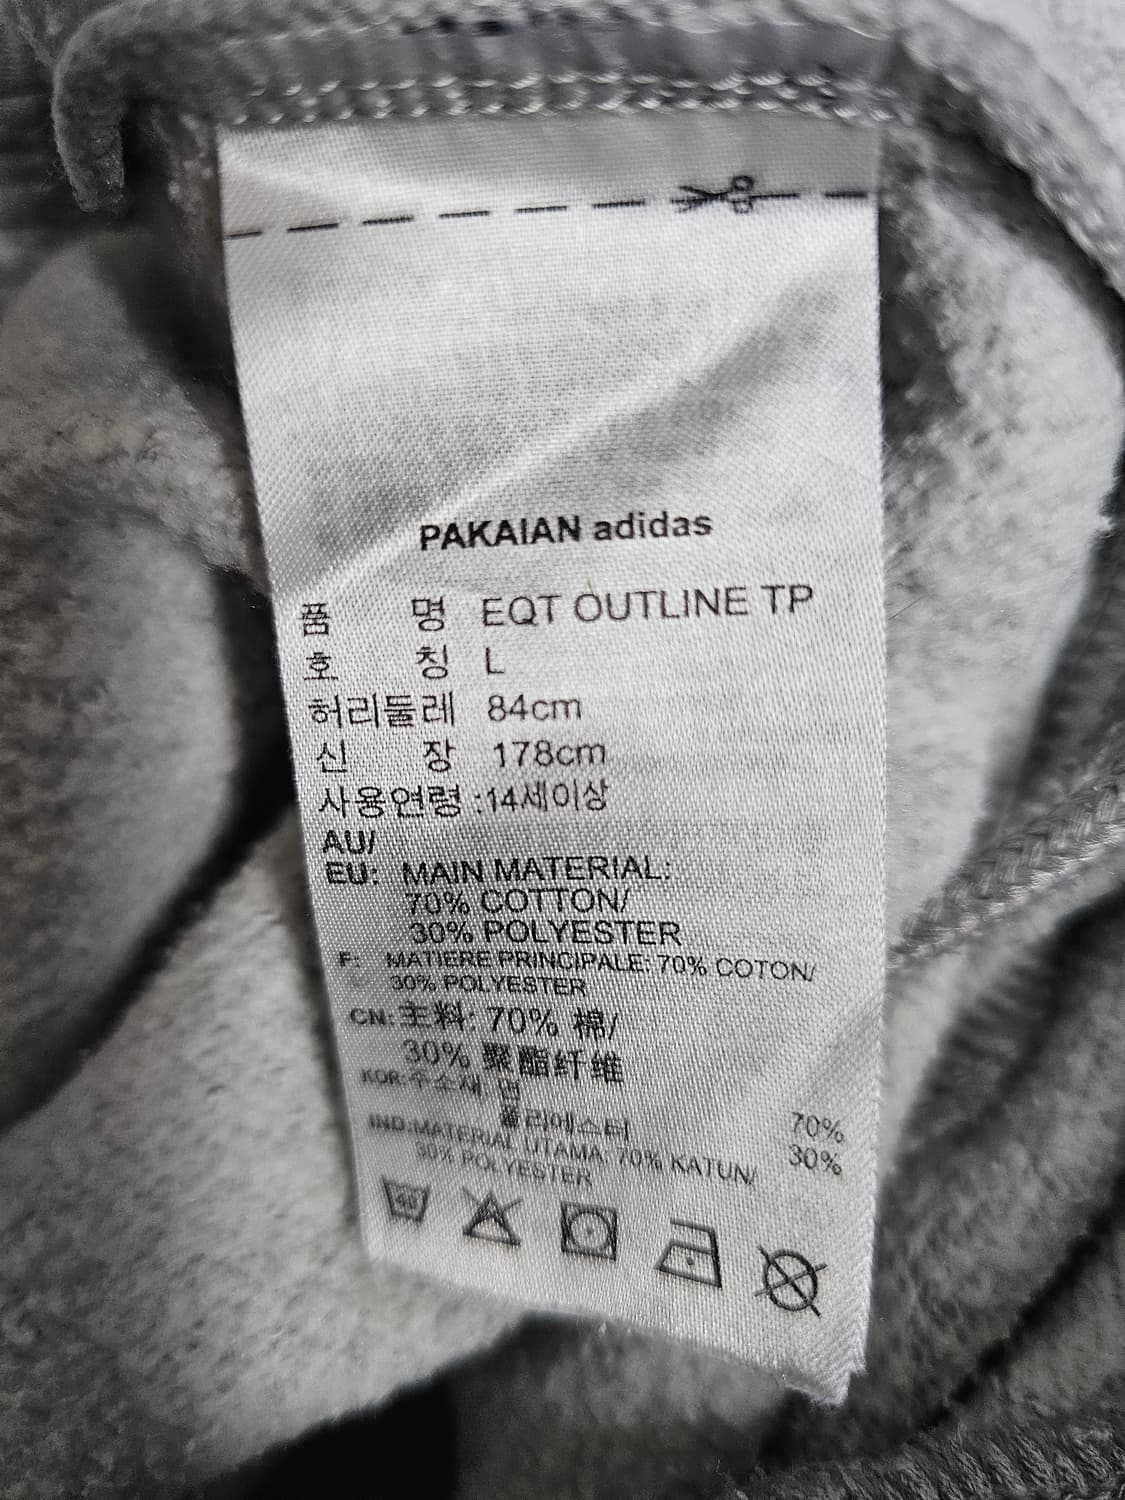 PAKAIAN adidas
품 명 EQT OUTLINE TP
호 칭 L
허리둘레 84cm
신 장 178cm
사용연령:14세이상
AU/
EU: MAIN MATERIAL:
70% COTTON/
30% POLYESTER
F: MATIERE PRINCIPALE: 70% COTON/
30% POLYESTER
CN: 主料: 70% 棉/
30% 聚酯纤维
KOR:주소재 면 70%
폴리에스터 30%
IND:MATERIAL UTAMA: 70% KATUN/
30% POLYESTER
40